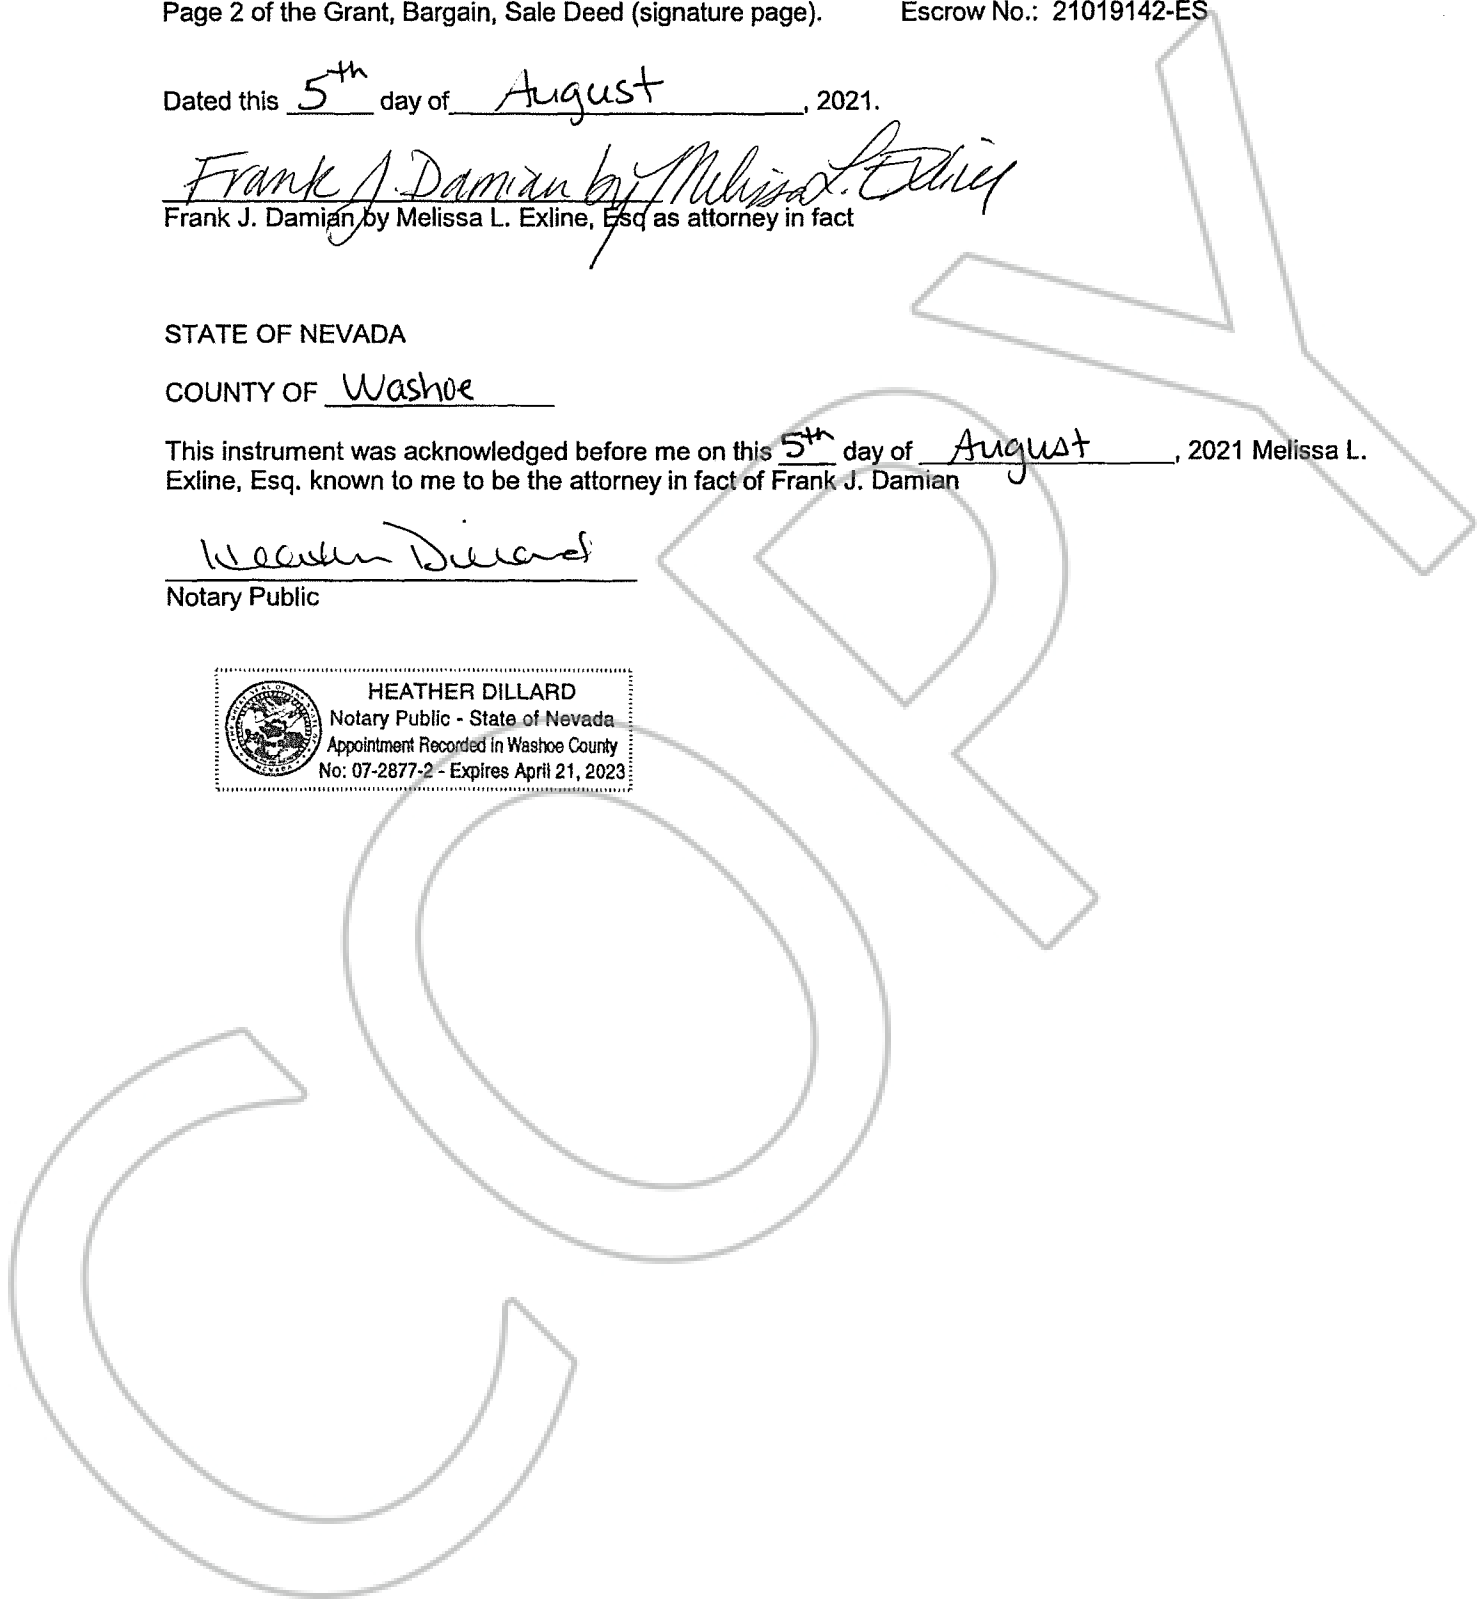 Page 2 of the Grant, Bargain, Sale Deed (signature page). Escrow No.: 21019142-ES
Dated this 5th day of August, 2021.
Frank J. Damian by Melissa L. Exline
Frank J. Damian by Melissa L. Exline, Esq as attorney in fact
STATE OF NEVADA
COUNTY OF Washoe
This instrument was acknowledged before me on this 5th day of August, 2021 Melissa L.
Exline, Esq. known to me to be the attorney in fact of Frank J. Damian
Heather Dillard
Notary Public
HEATHER DILLARD
Notary Public - State of Nevada
Appointment Recorded in Washoe County
No: 07-2877-2 - Expires April 21, 2023
COPY